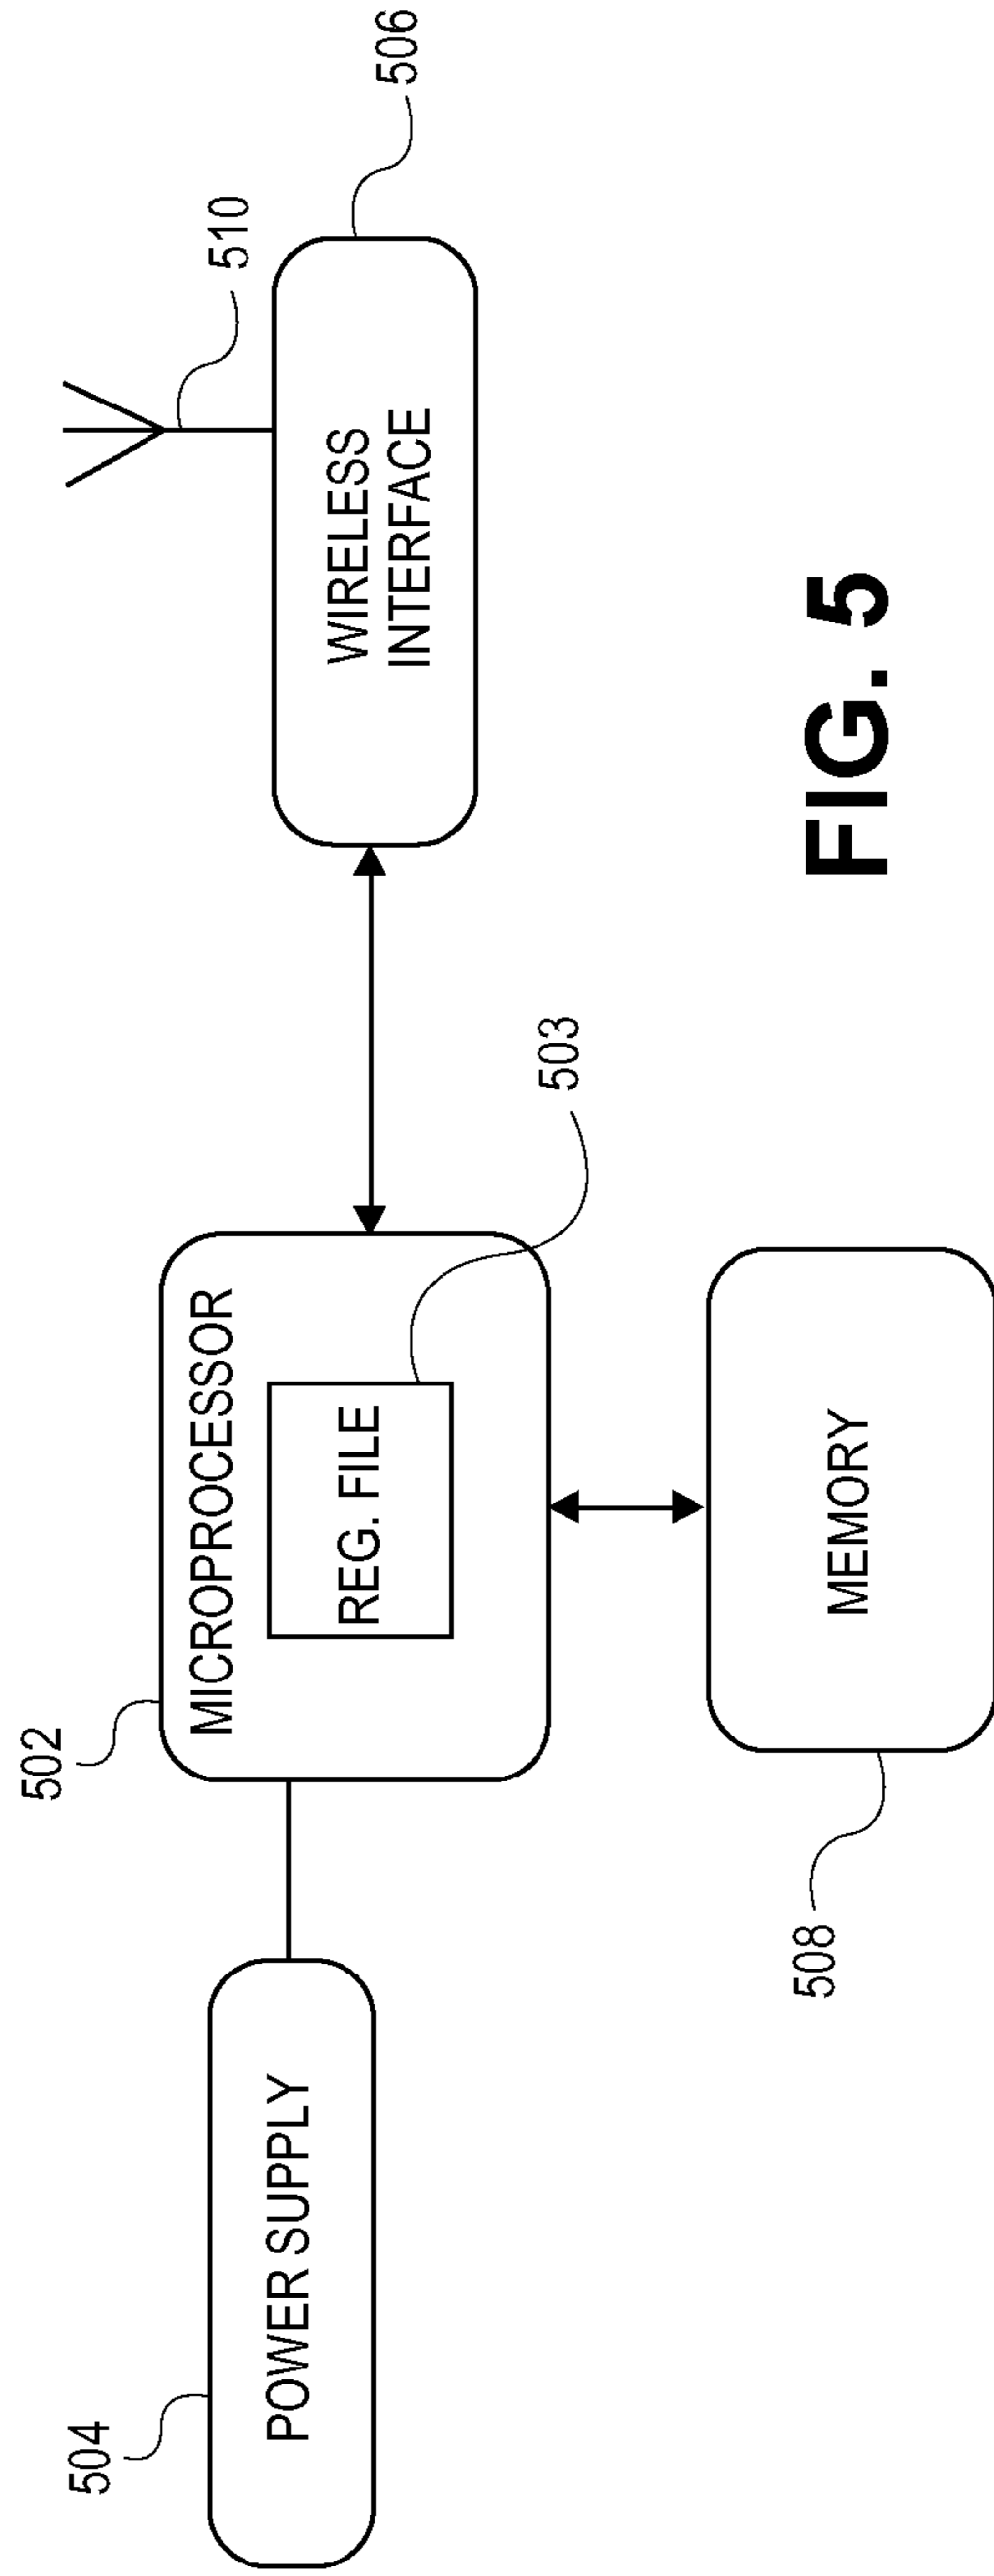 504
POWER SUPPLY
502
MICROPROCESSOR
REG. FILE
503
508
MEMORY
510
506
WIRELESS
INTERFACE
FIG. 5